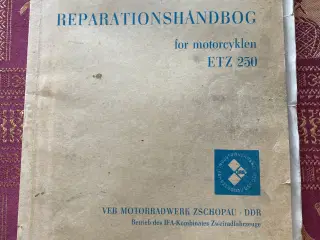 REPARATIONSHÅNDBOG
for motorcyklen
ETZ 250
VEB MOTORRADWERK ZSCHOPAU · DDR
Betrieb des IFA-Kombinates Zweiradfahrzeuge